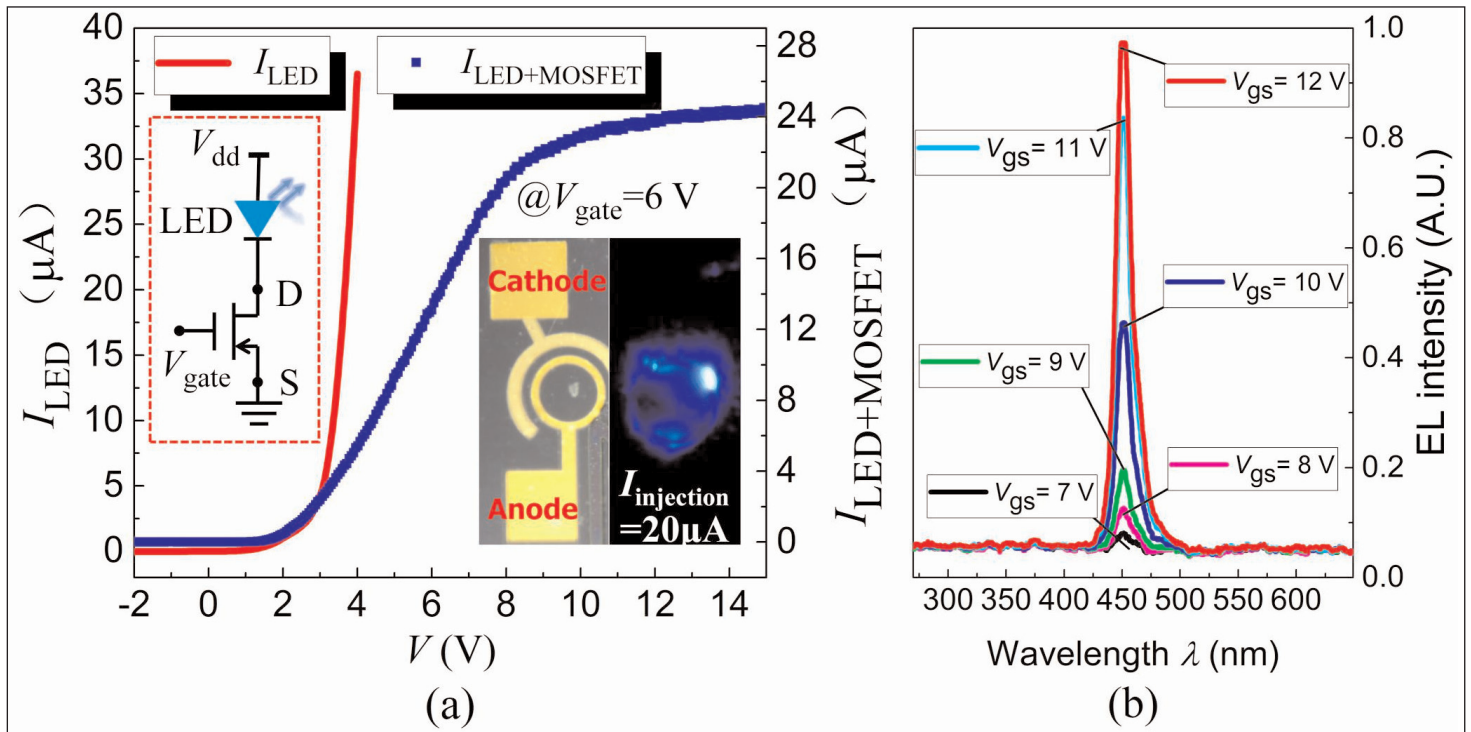 I_LED
I_LED+MOSFET
40
35
30
25
20
15
10
5
0
I_LED (μA)
V_dd
LED
D
V_gate
S
@V_gate=6 V
Cathode
Anode
I_injection
=20μA
28
24
20
16
12
8
4
0
I_LED+MOSFET (μA)
-2 0 2 4 6 8 10 12 14
V (V)
(a)
V_gs= 12 V
V_gs= 11 V
V_gs= 10 V
V_gs= 9 V
V_gs= 8 V
V_gs= 7 V
1.0
0.8
0.6
0.4
0.2
0.0
EL intensity (A.U.)
300 350 400 450 500 550 600
Wavelength λ (nm)
(b)